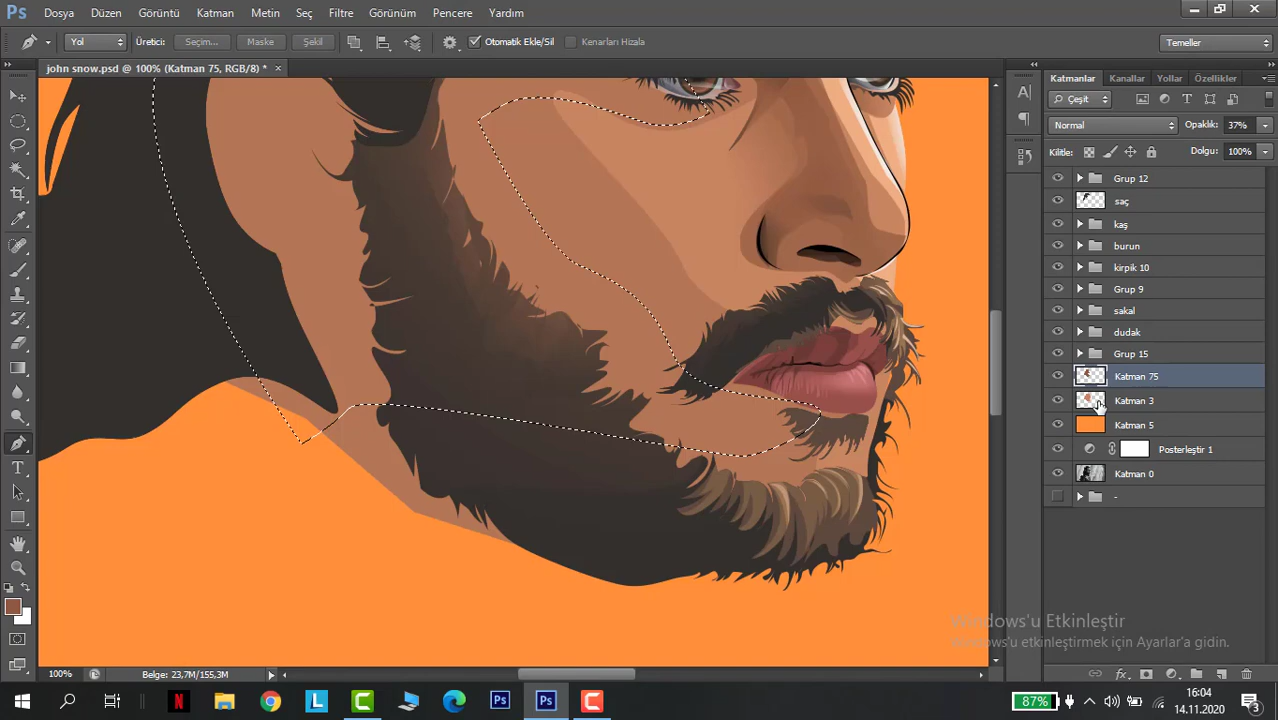 Ps Dosya Düzen Görüntü Katman Metin Seç Filtre Görünüm Pencere Yardım
Yol Üretici: Seçim... Maske Şekil Otomatik Ekle/Sil Kenarları Hizala Temeller
john snow.psd @ 100% (Katman 75, RGB/8) * ×
Katmanlar Kanallar Yollar Özellikler
Çeşit
Normal Opaklık: 37%
Kilitle: Dolgu: 100%
Grup 12
saç
kaş
burun
kirpik 10
Grup 9
sakal
dudak
Grup 15
Katman 75
Katman 3
Katman 5
Posterleştir 1
Katman 0
-
Windows'u Etkinleştir
Windows'u etkinleştirmek için Ayarlar'a gidin.
100% Belge: 23,7M/155,3M
N L C Ps Ps C 87% 16:04
14.11.2020
3